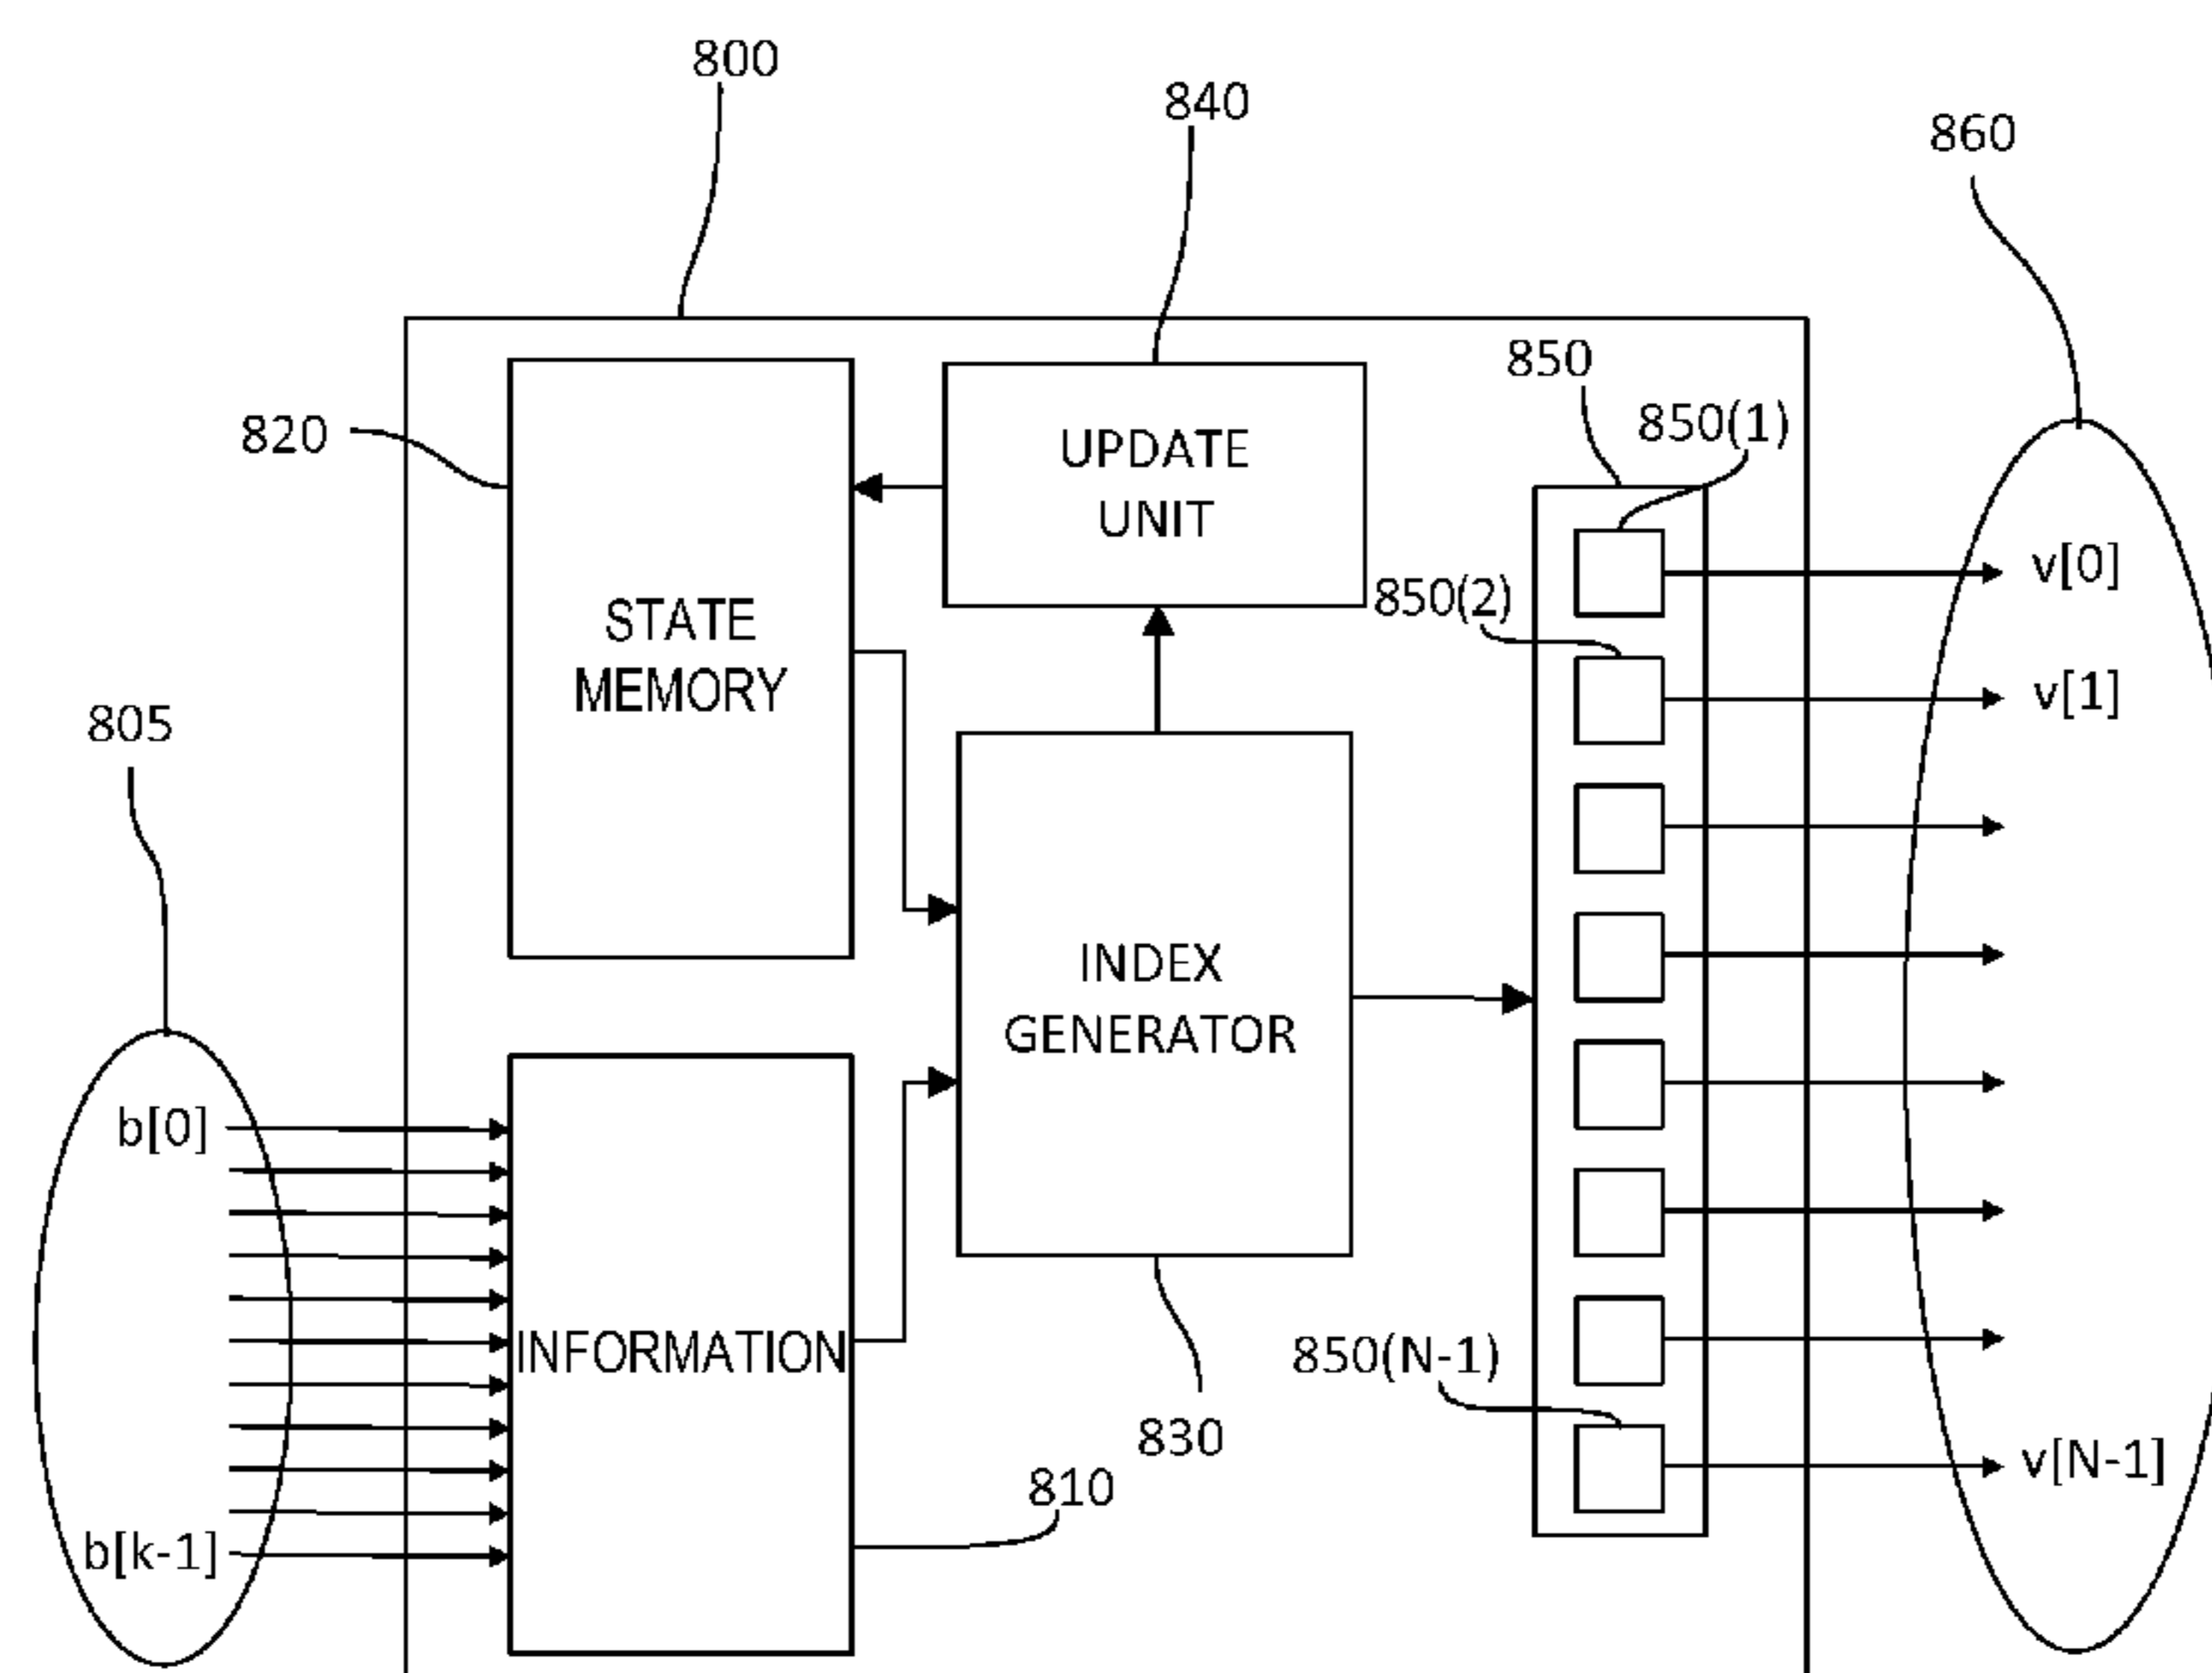 800
840
860
850
850(1)
820
UPDATE
UNIT
v[0]
850(2)
STATE
MEMORY
v[1]
805
INDEX
GENERATOR
b[0]
INFORMATION
850(N-1)
830
v[N-1]
810
b[k-1]